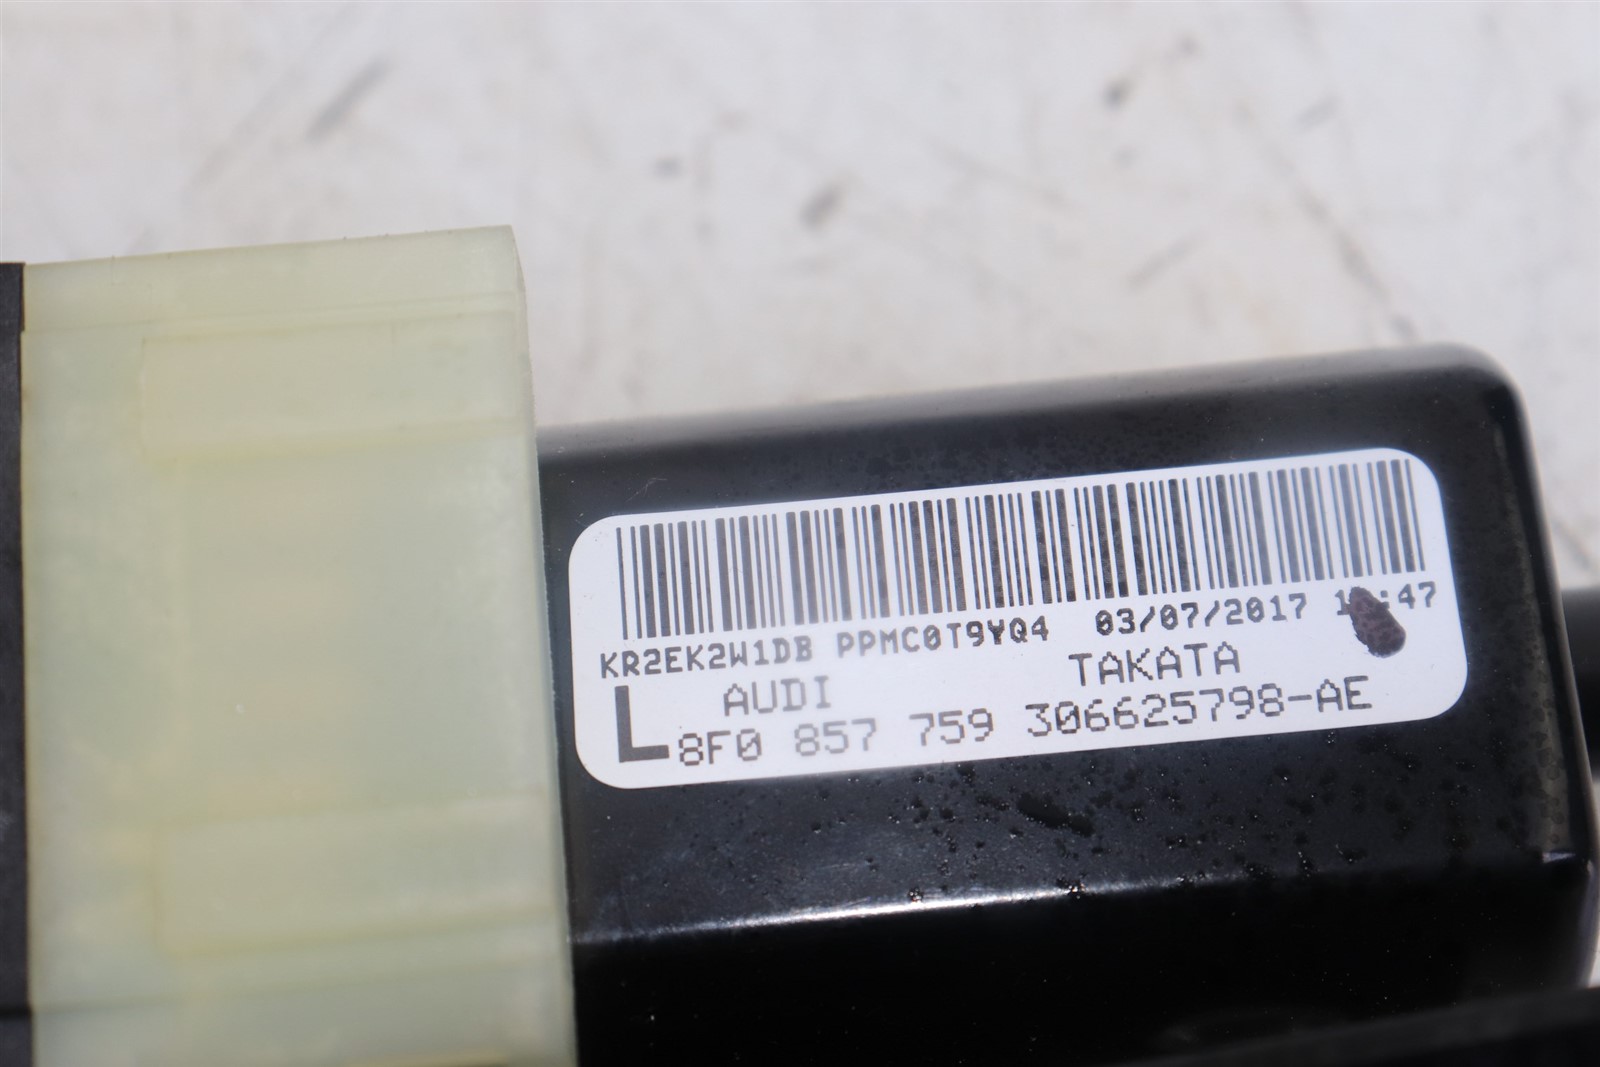 KR2EK2W1DB PPMC0T9YQ4 03/07/2017
L AUDI TAKATA
8F0 857 759 306625798-AE